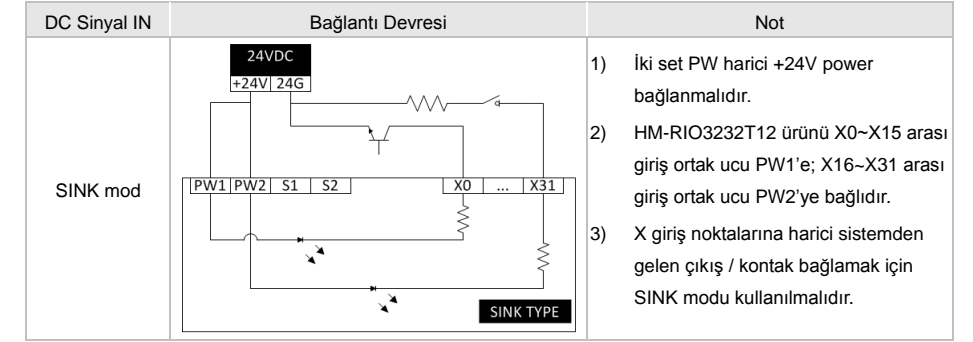 DC Sinyal IN
Bağlantı Devresi
Not
SINK mod
24VDC
+24V 24G
PW1 PW2 S1 S2 X0 ... X31
SINK TYPE
1) İki set PW harici +24V power
bağlanmalıdır.
2) HM-RIO3232T12 ürünü X0~X15 arası
giriş ortak ucu PW1'e; X16~X31 arası
giriş ortak ucu PW2'ye bağlıdır.
3) X giriş noktalarına harici sistemden
gelen çıkış / kontak bağlamak için
SINK modu kullanılmalıdır.